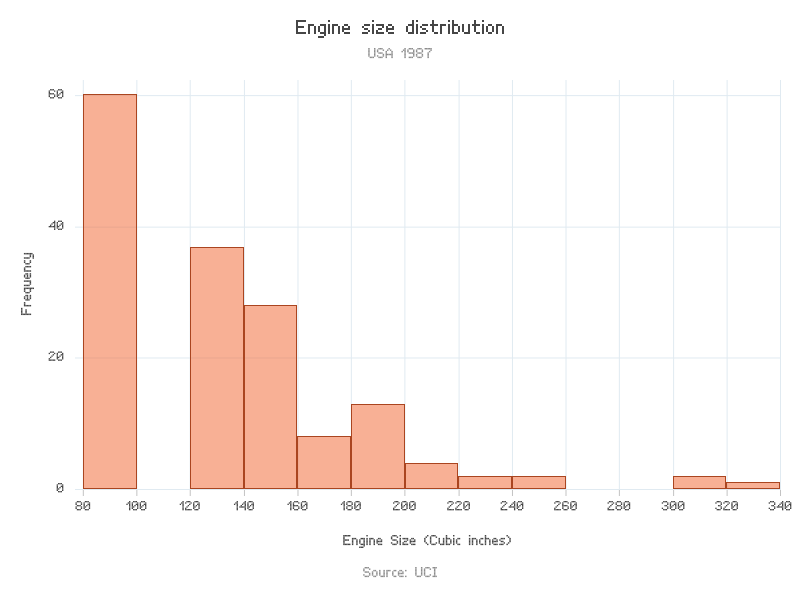 Engine size distribution
USA 1987
60
40
20
0
Frequency
80 100 120 140 160 180 200 220 240 260 280 300 320 340
Engine Size (Cubic inches)
Source: UCI